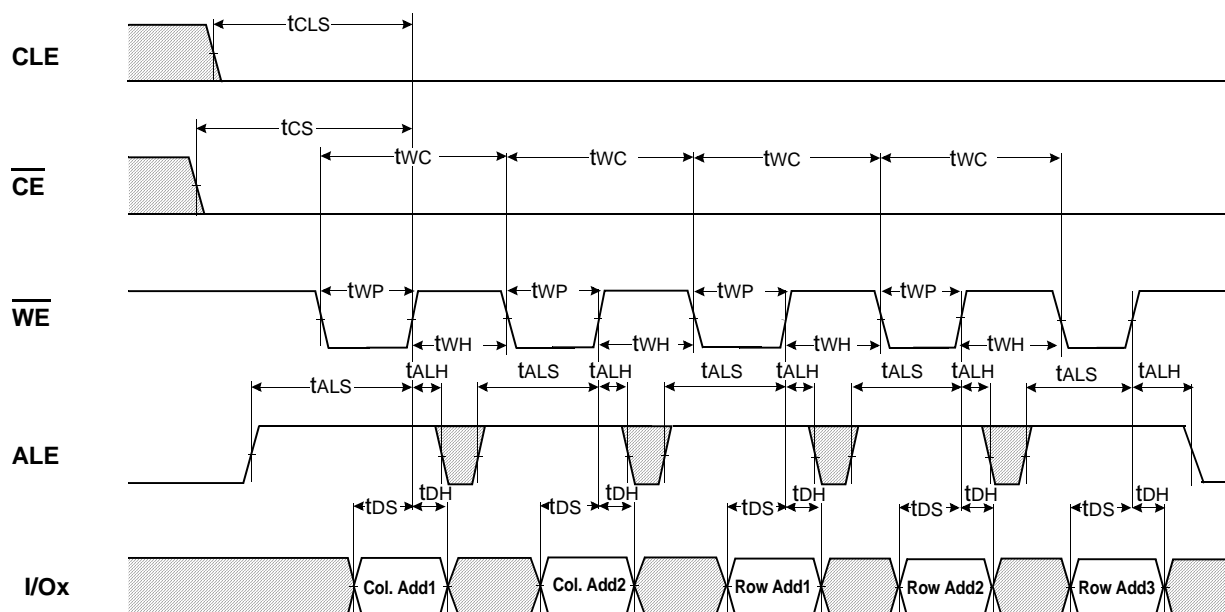 CLE
tCLS
tCS
CE
tWC tWC tWC tWC
WE
tWP tWP tWP tWP
tWH tWH tWH tWH
ALE
tALS tALH tALS tALH tALS tALH tALS tALH tALS tALH
tDS tDH tDS tDH tDS tDH tDS tDH tDS tDH
I/Ox
Col. Add1 Col. Add2 Row Add1 Row Add2 Row Add3